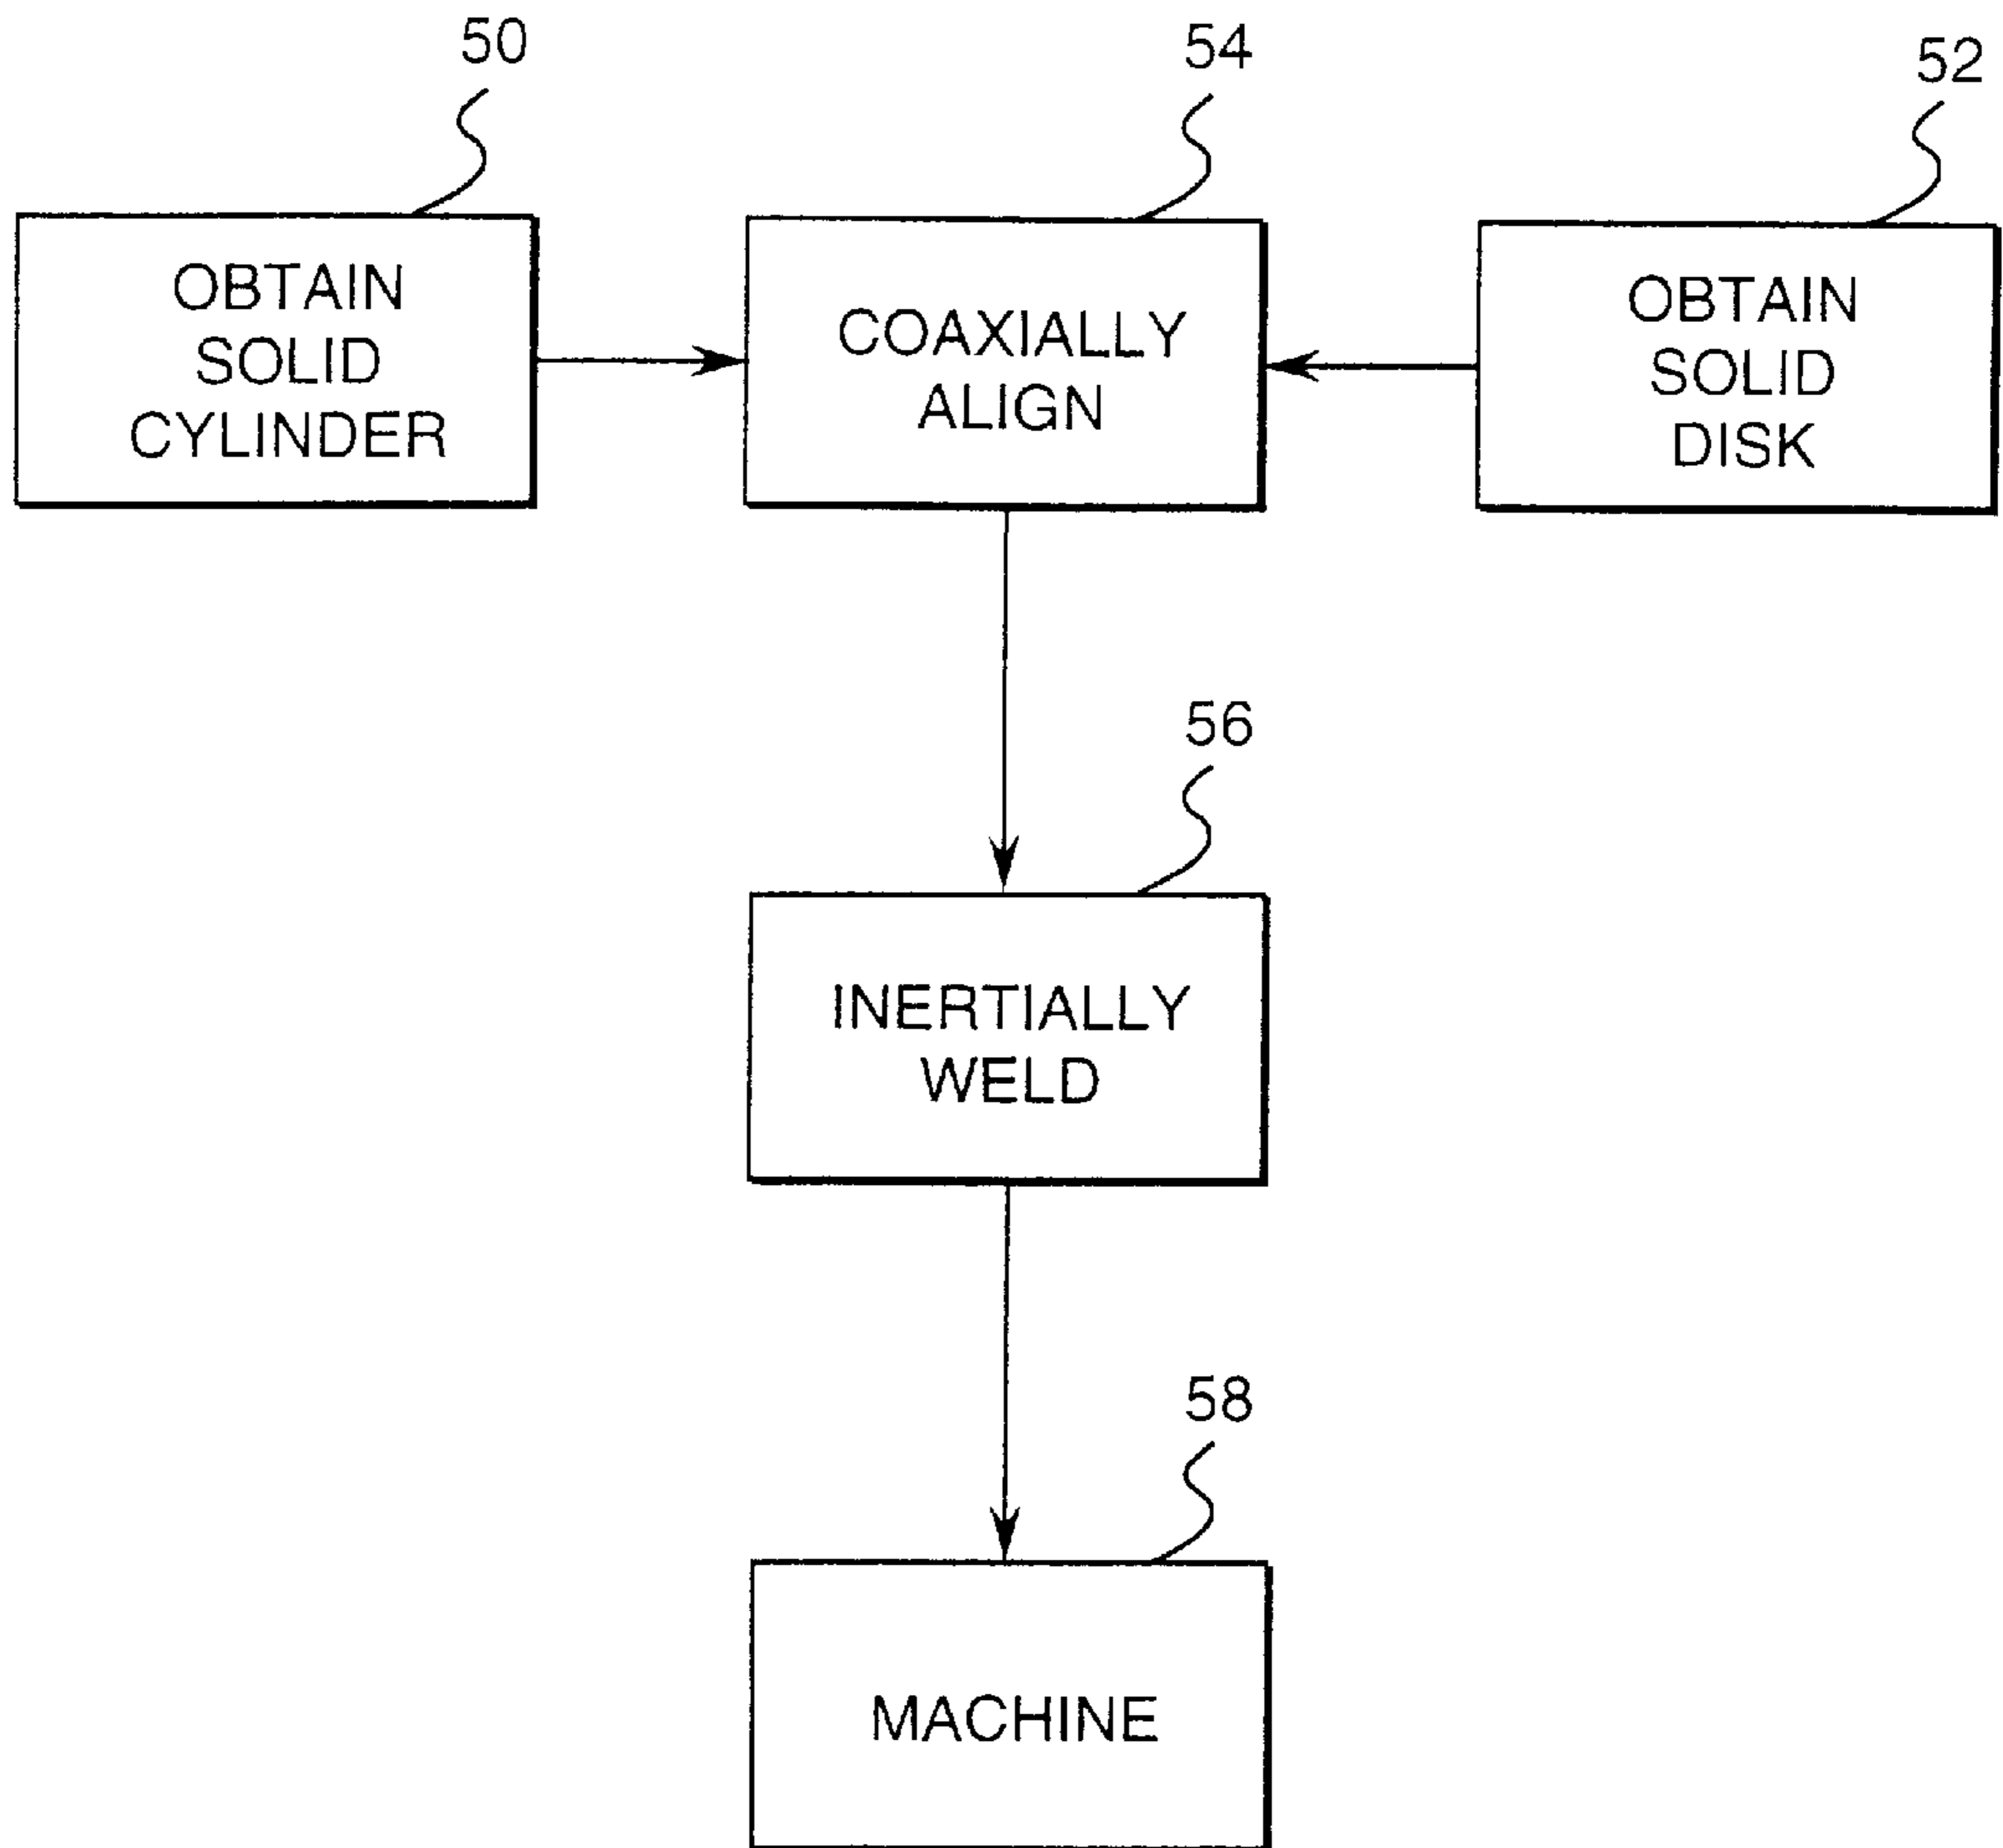 50
54
52
OBTAIN
SOLID
CYLINDER
COAXIALLY
ALIGN
OBTAIN
SOLID
DISK
56
INERTIALLY
WELD
58
MACHINE